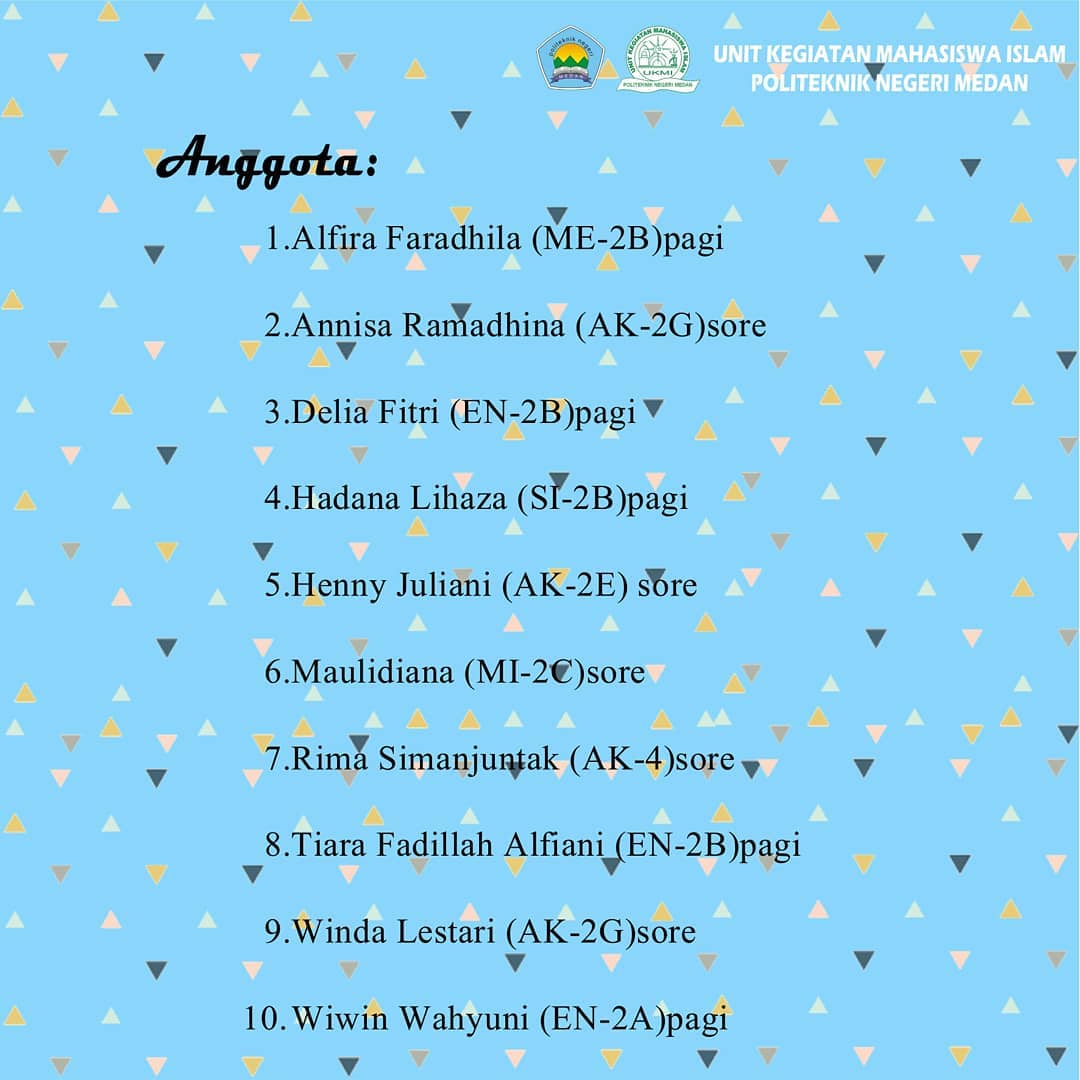 politeknik negeri
MEDAN
UNIT KEGIATAN MAHASISWA ISLAM
UKMI
POLITEKNIK NEGERI MEDAN
UNIT KEGIATAN MAHASISWA ISLAM
POLITEKNIK NEGERI MEDAN
Anggota:
1.Alfira Faradhila (ME-2B)pagi
2.Annisa Ramadhina (AK-2G)sore
3.Delia Fitri (EN-2B)pagi
4.Hadana Lihaza (SI-2B)pagi
5.Henny Juliani (AK-2E) sore
6.Maulidiana (MI-2C)sore
7.Rima Simanjuntak (AK-4)sore
8.Tiara Fadillah Alfiani (EN-2B)pagi
9.Winda Lestari (AK-2G)sore
10. Wiwin Wahyuni (EN-2A)pagi